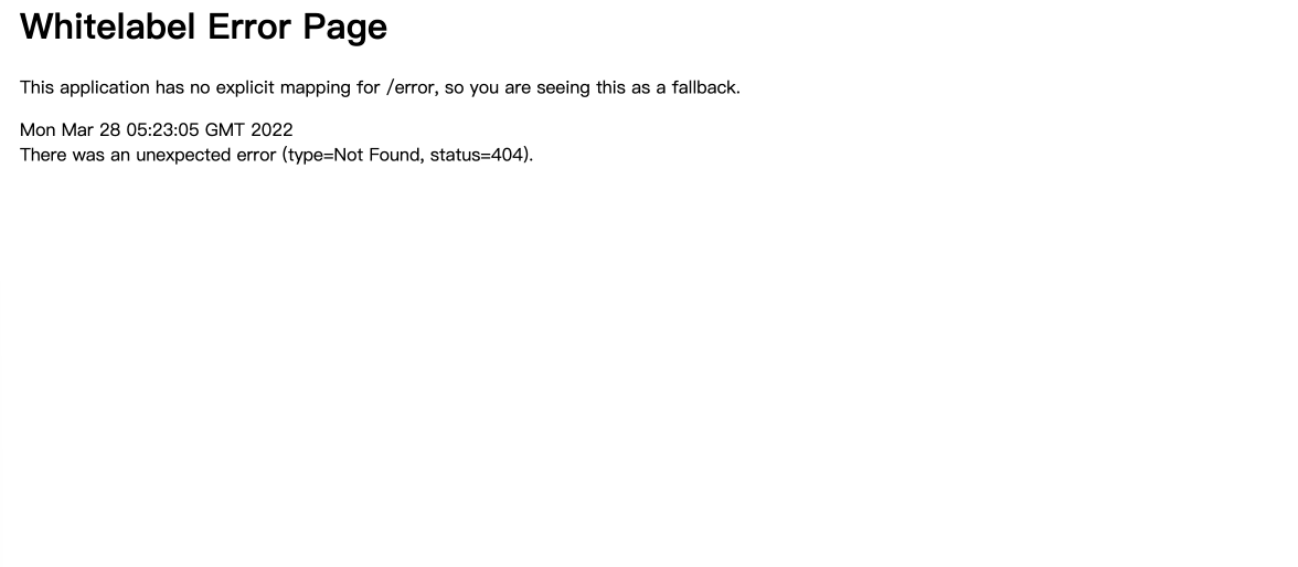 Whitelabel Error Page
This application has no explicit mapping for /error, so you are seeing this as a fallback.
Mon Mar 28 05:23:05 GMT 2022
There was an unexpected error (type=Not Found, status=404).